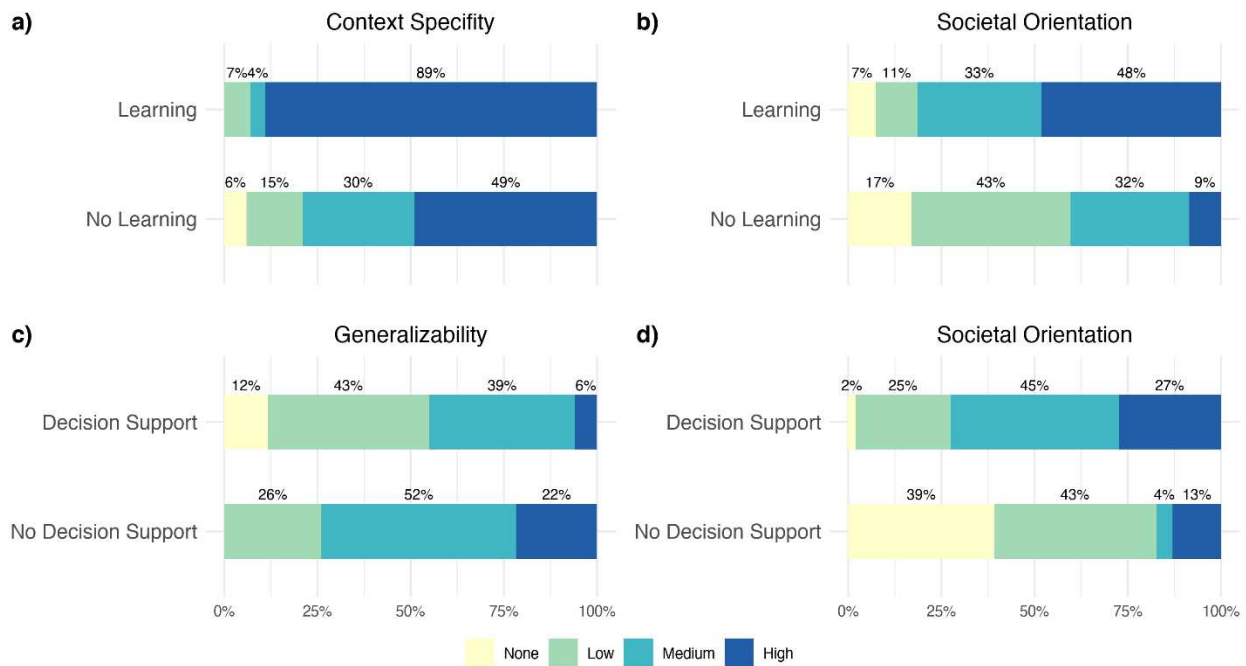 a) Context Specifity
7% 4% 89%
Learning
6% 15% 30% 49%
No Learning
b) Societal Orientation
7% 11% 33% 48%
Learning
17% 43% 32% 9%
No Learning
c) Generalizability
12% 43% 39% 6%
Decision Support
26% 52% 22%
No Decision Support
0% 25% 50% 75% 100%
d) Societal Orientation
2% 25% 45% 27%
Decision Support
39% 43% 4% 13%
No Decision Support
0% 25% 50% 75% 100%
None Low Medium High